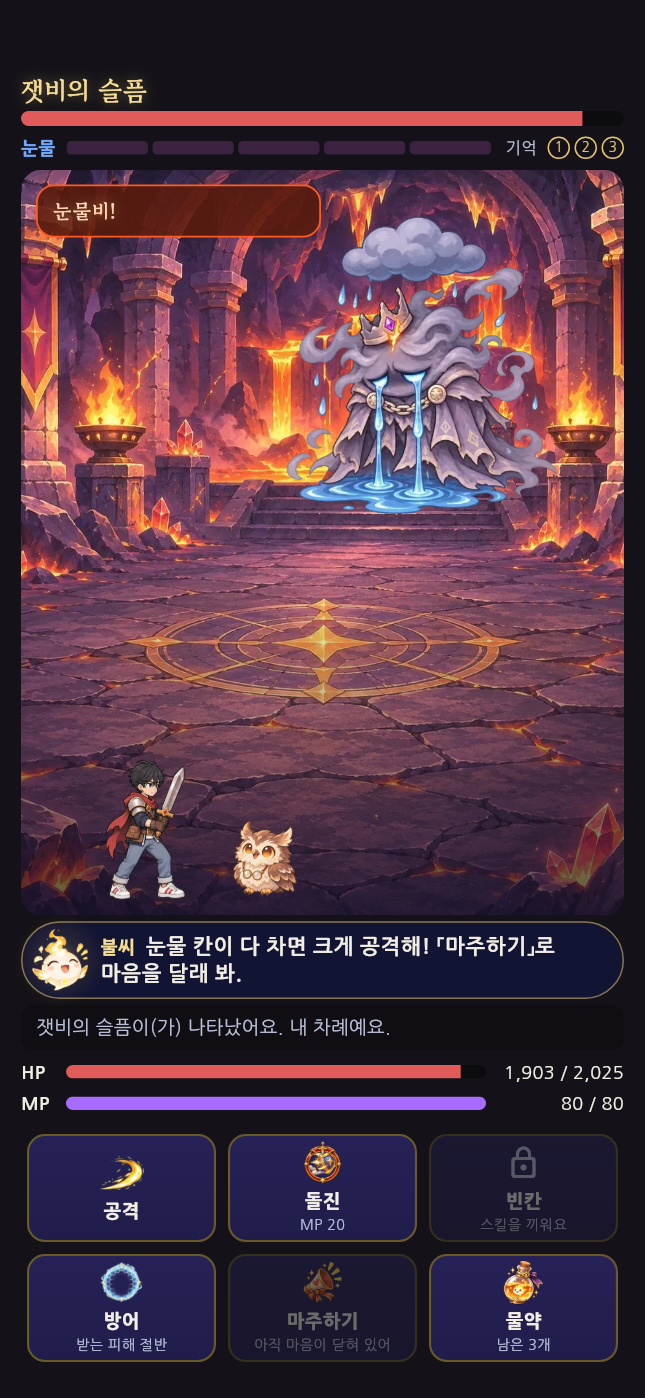 잿비의 슬픔
눈물 기억 1 2 3
눈물비!
불씨 눈물 칸이 다 차면 크게 공격해! 「마주하기」로
마음을 달래 봐.
잿비의 슬픔이(가) 나타났어요. 내 차례예요.
HP 1,903 / 2,025
MP 80 / 80
공격
돌진
MP 20
빈칸
스킬을 끼워요
방어
받는 피해 절반
마주하기
아직 마음이 닫혀 있어
물약
남은 3개